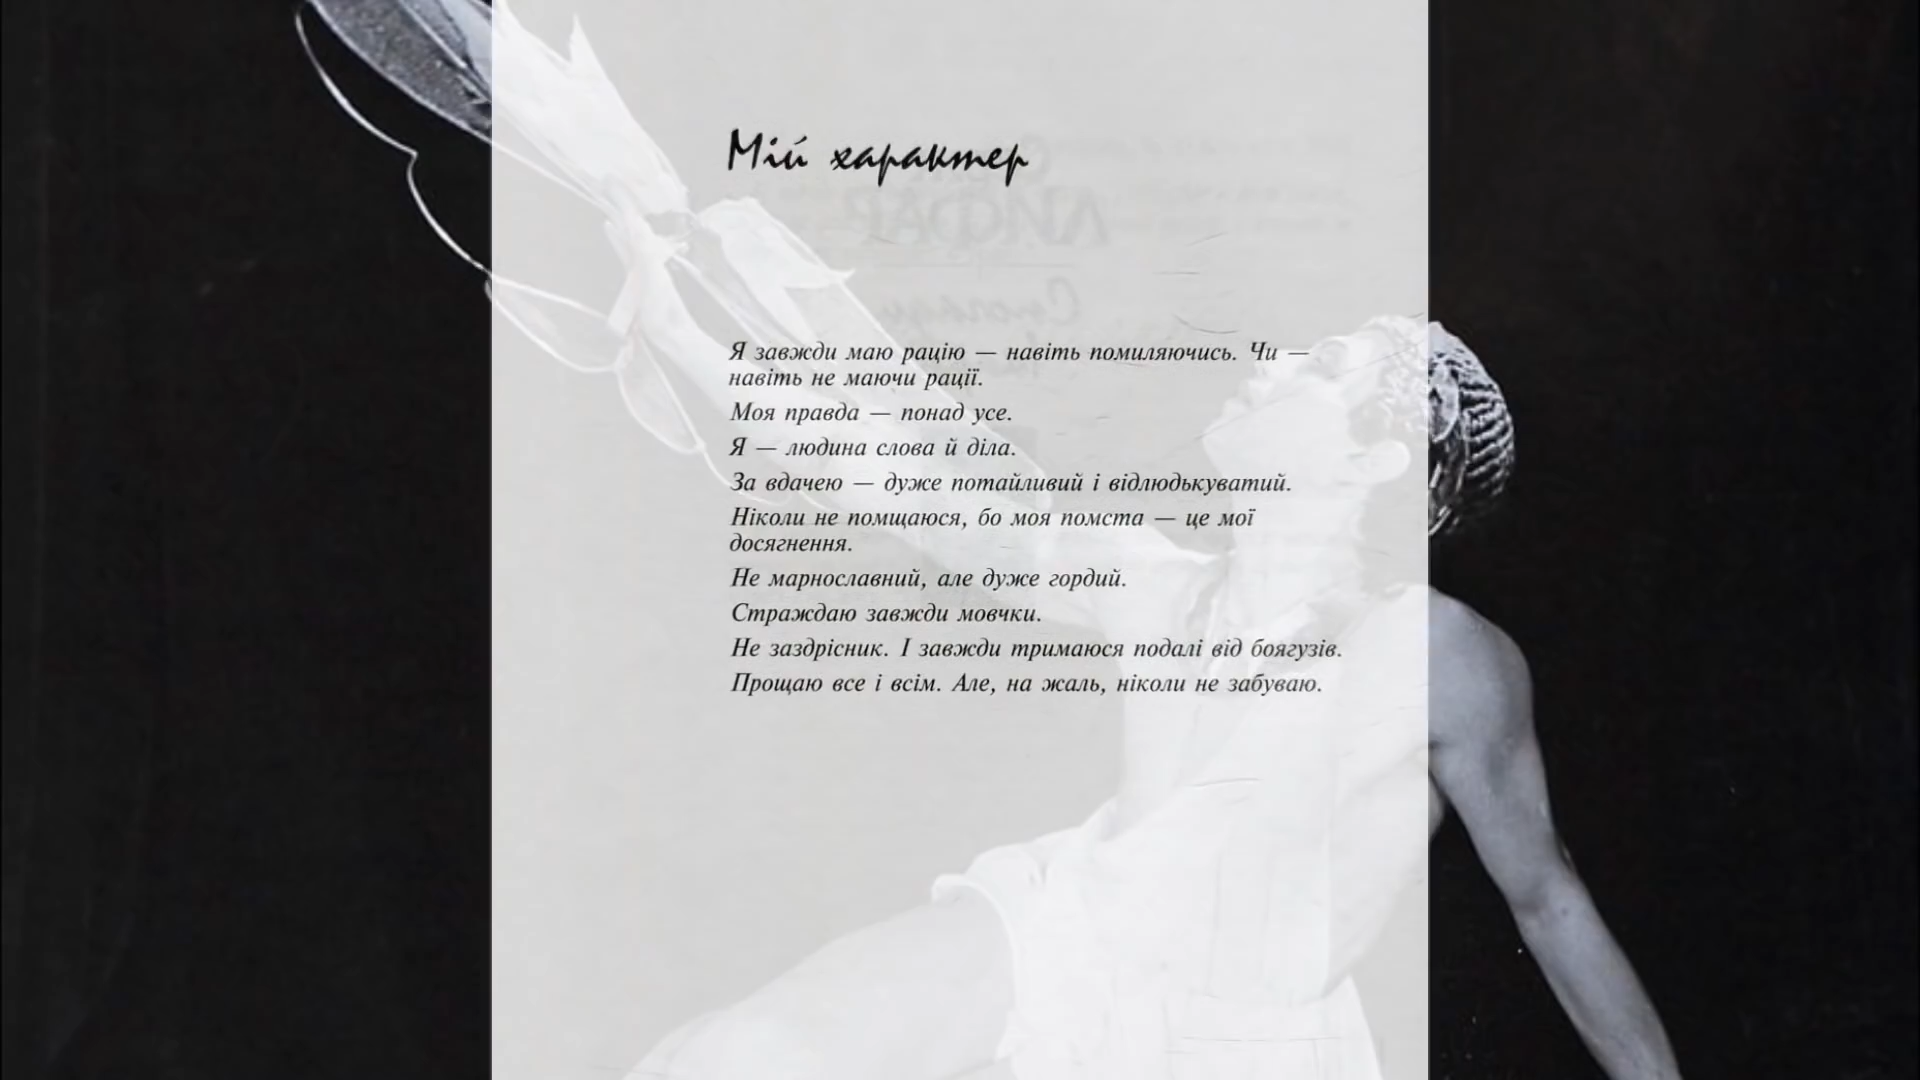 Мій характер
Я завжди маю рацію — навіть помиляючись. Чи —
навіть не маючи рації.
Моя правда — понад усе.
Я — людина слова й діла.
За вдачею — дуже потайливий і відлюдькуватий.
Ніколи не помщаюся, бо моя помста — це мої
досягнення.
Не марнославний, але дуже гордий.
Страждаю завжди мовчки.
Не заздрісник. І завжди тримаюся подалі від боягузів.
Прощаю все і всім. Але, на жаль, ніколи не забуваю.